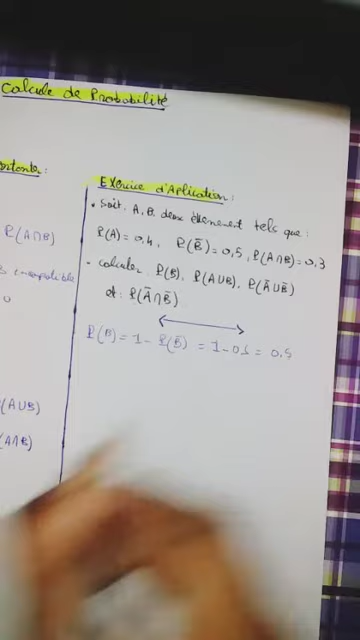 Calcule de Probabilité
P(A∩B)
P(A∪B)
P(A∩B)
Exercice d'Aplication:
• Soit A, B deux événement tels que:
P(A) = 0,4, P(B̄) = 0,5, P(A∩B) = 0,3
- calculer P(B), P(A∪B), P(Ā∪B̄)
et: P(Ā∩B̄)
P(B) = 1 - P(B̄) = 1 - 0,5 = 0,5